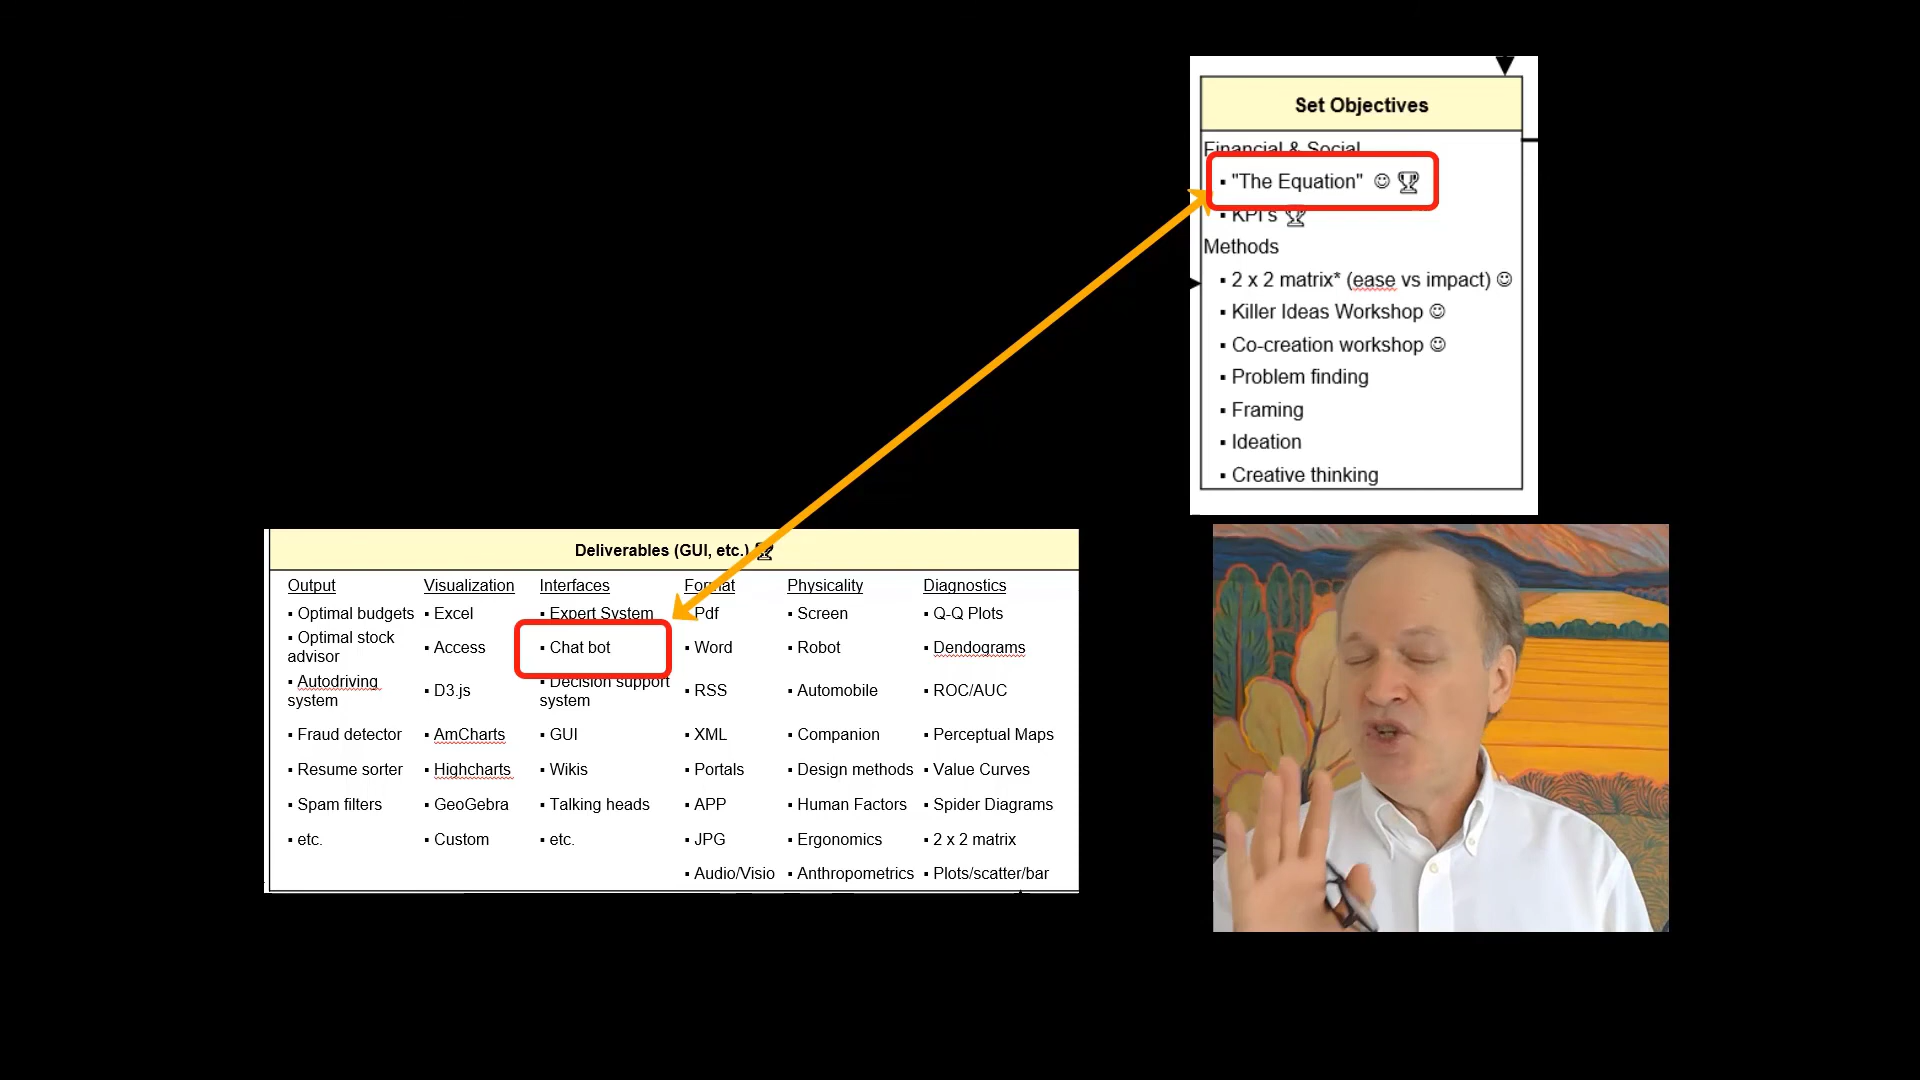 Set Objectives
Financial & Social
▪ "The Equation" ☺ 🏆
▪ KPI's 🏆
Methods
▪ 2 x 2 matrix* (ease vs impact) ☺
▪ Killer Ideas Workshop ☺
▪ Co-creation workshop ☺
▪ Problem finding
▪ Framing
▪ Ideation
▪ Creative thinking
Deliverables (GUI, etc.) 🏆
Output Visualization Interfaces Format Physicality Diagnostics
▪ Optimal budgets ▪ Excel ▪ Expert System ▪ Pdf ▪ Screen ▪ Q-Q Plots
▪ Optimal stock advisor ▪ Access ▪ Chat bot ▪ Word ▪ Robot ▪ Dendograms
▪ Autodriving system ▪ D3.js ▪ Decision support system ▪ RSS ▪ Automobile ▪ ROC/AUC
▪ Fraud detector ▪ AmCharts ▪ GUI ▪ XML ▪ Companion ▪ Perceptual Maps
▪ Resume sorter ▪ Highcharts ▪ Wikis ▪ Portals ▪ Design methods ▪ Value Curves
▪ Spam filters ▪ GeoGebra ▪ Talking heads ▪ APP ▪ Human Factors ▪ Spider Diagrams
▪ etc. ▪ Custom ▪ etc. ▪ JPG ▪ Ergonomics ▪ 2 x 2 matrix
▪ Audio/Visio ▪ Anthropometrics ▪ Plots/scatter/bar